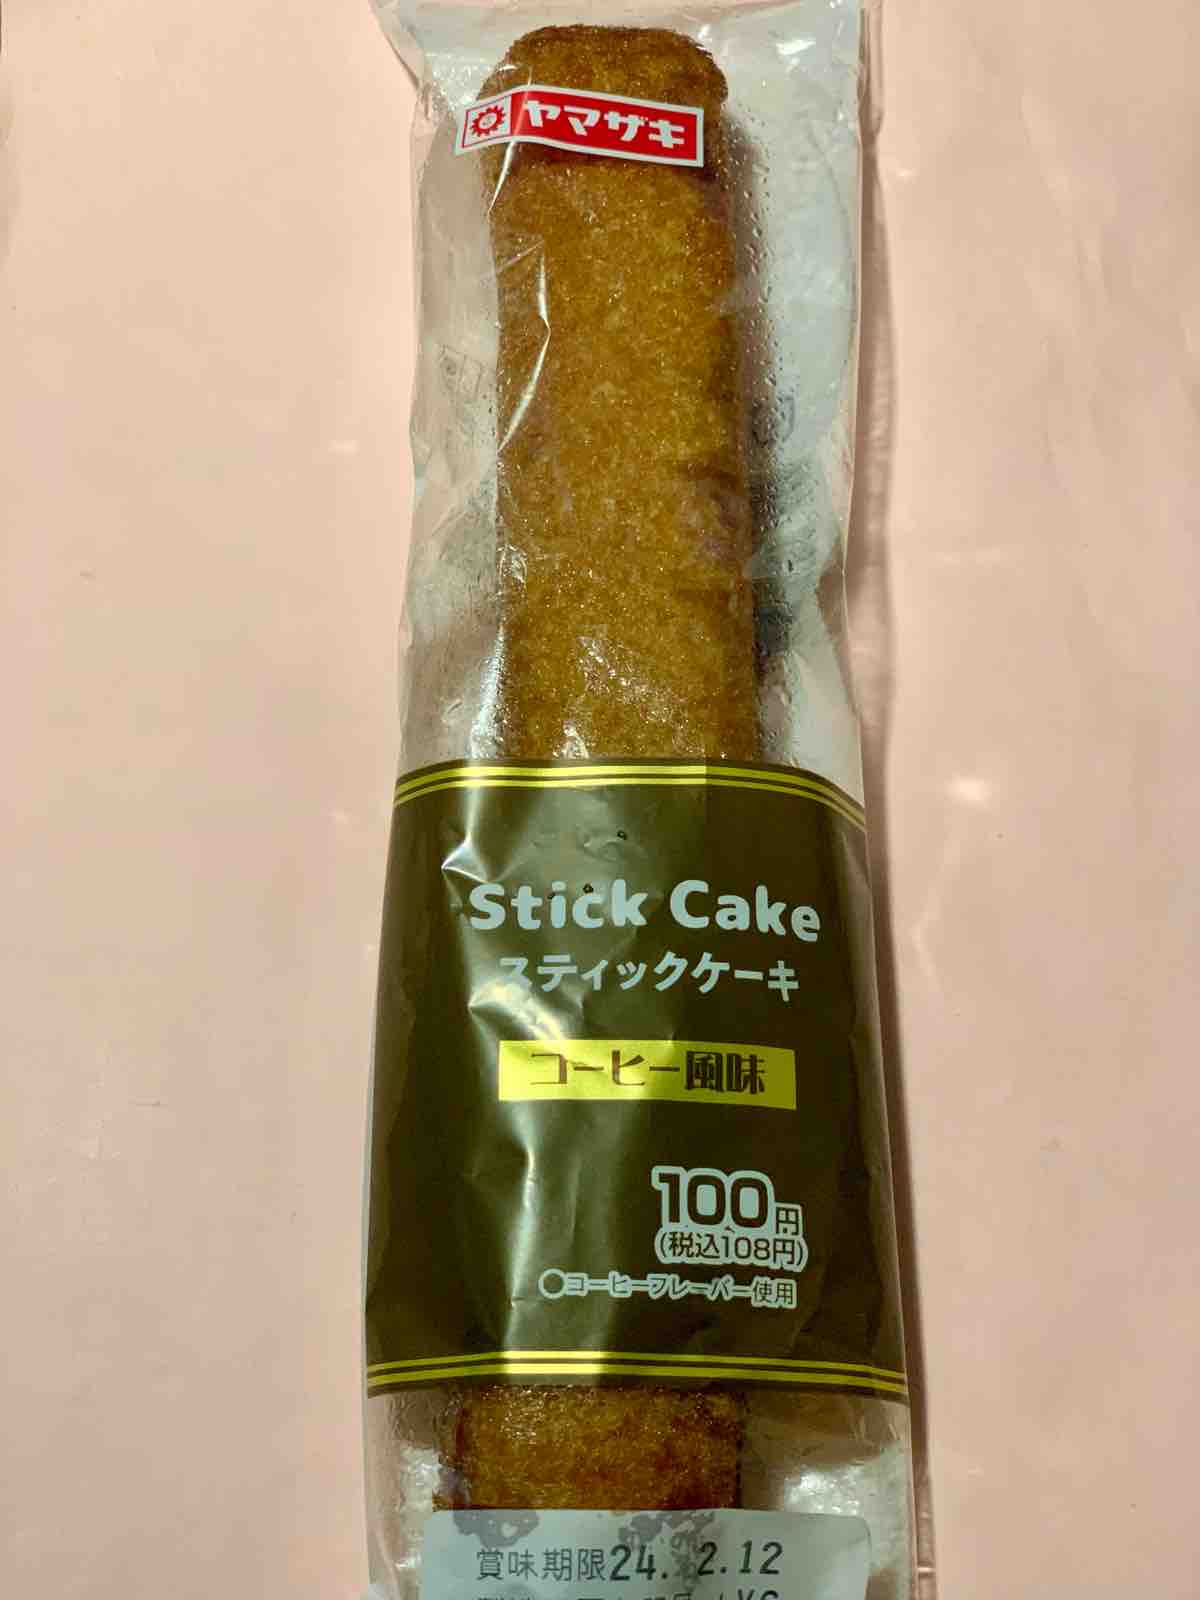 ヤマザキ
Stick Cake
スティックケーキ
コーヒー風味
100円
(税込108円)
●コーヒーフレーバー使用
賞味期限24. 2.12